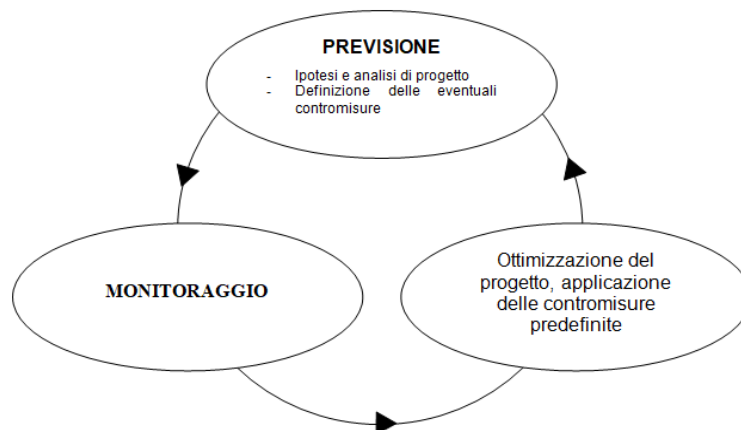 PREVISIONE
- Ipotesi e analisi di progetto
- Definizione delle eventuali
contromisure
MONITORAGGIO
Ottimizzazione del
progetto, applicazione
delle contromisure
predefinite